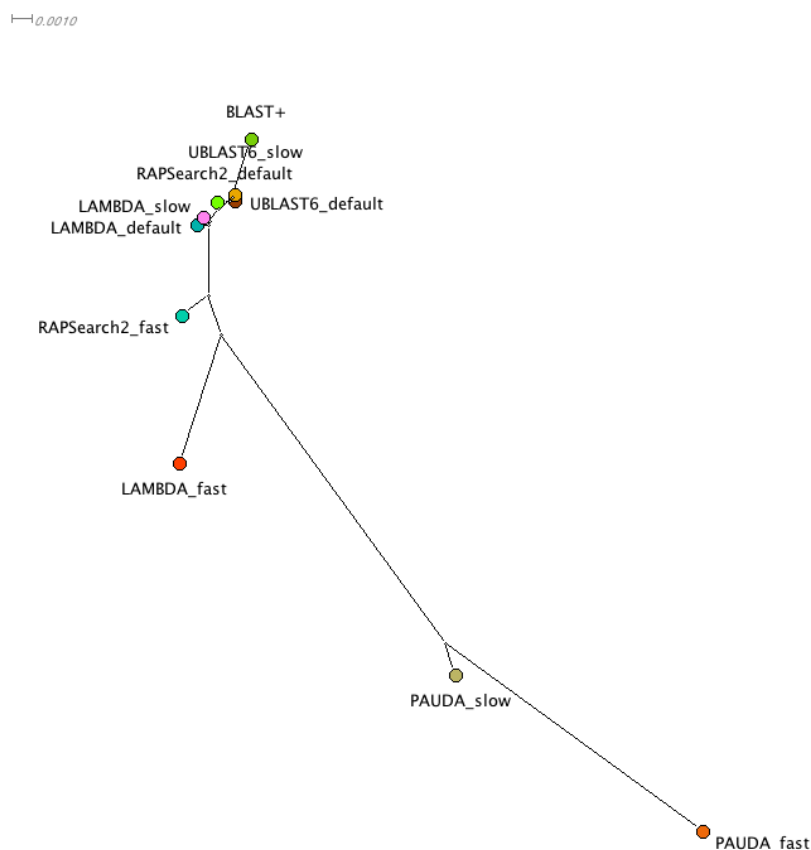 0.0010
BLAST+
UBLAST6_slow
RAPSearch2_default
LAMBDA_slow
UBLAST6_default
LAMBDA_default
RAPSearch2_fast
LAMBDA_fast
PAUDA_slow
PAUDA_fast